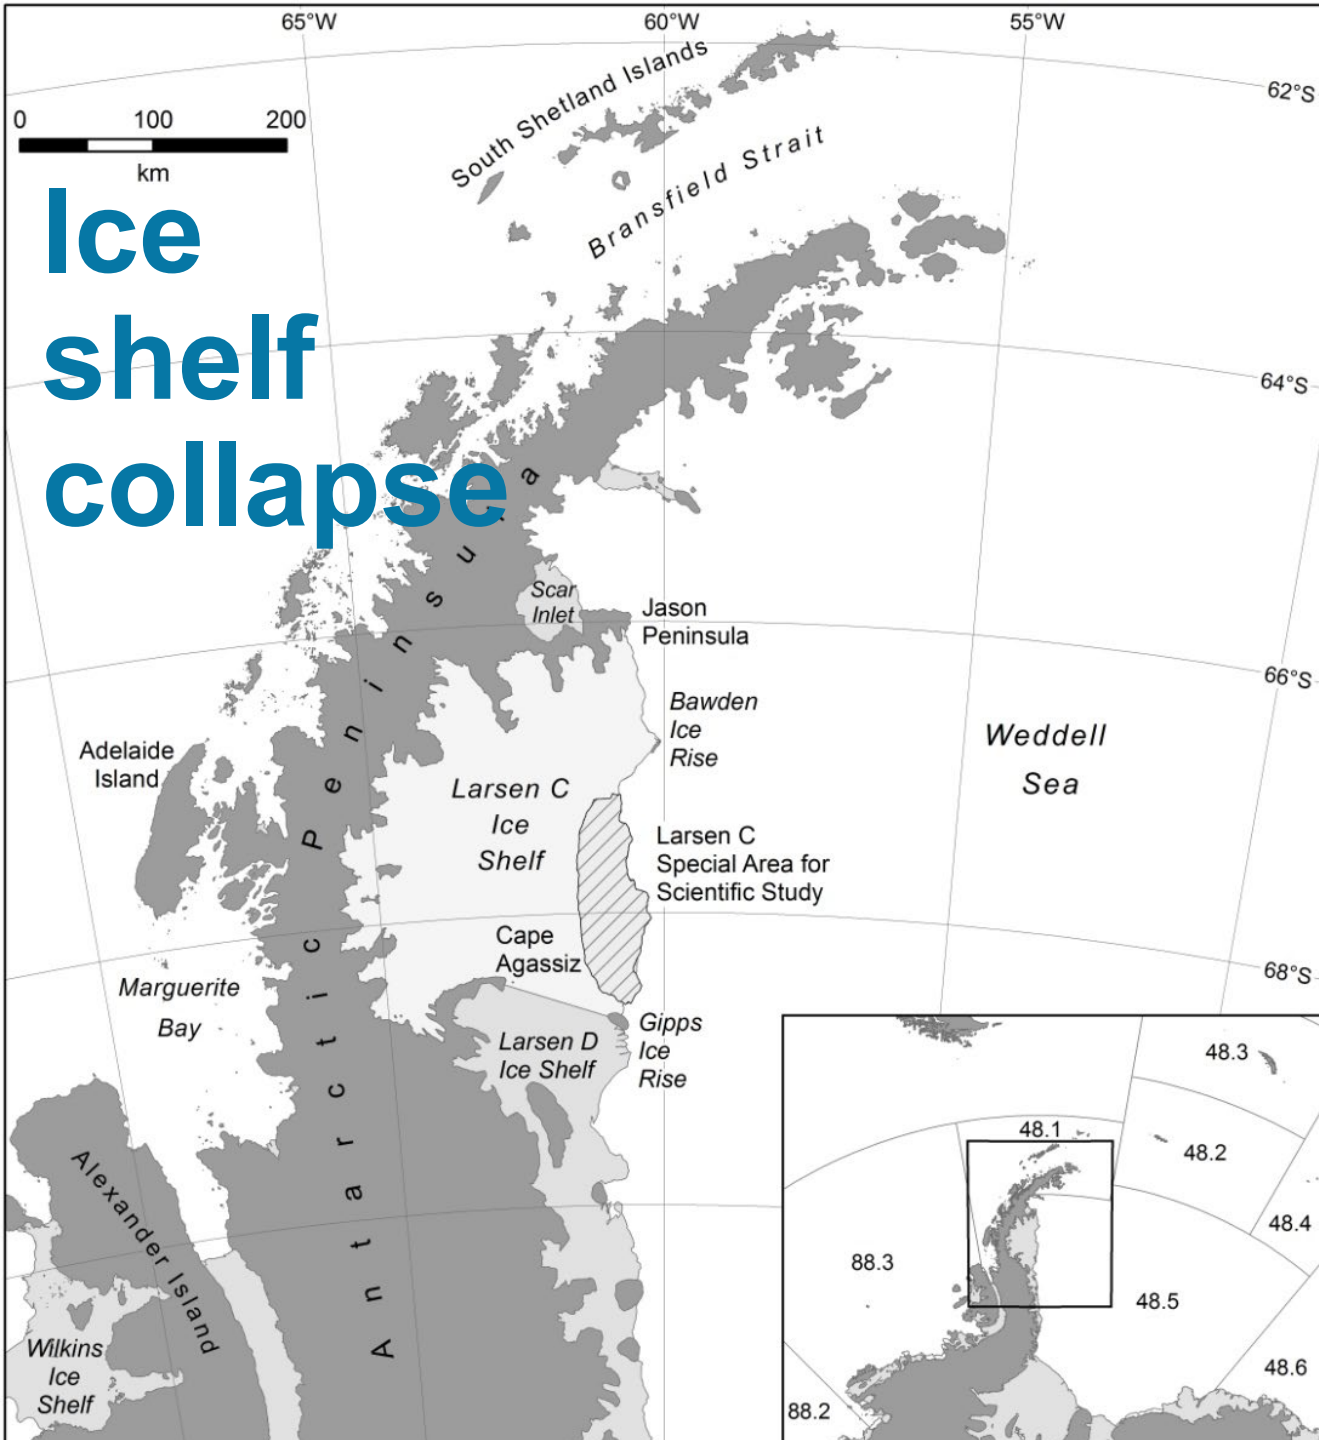 65°W
60°W
55°W
62°S
64°S
66°S
68°S
0 100 200
km
Ice
shelf
collapse
South Shetland Islands
Bransfield Strait
Antarctic Peninsula
Scar
Inlet
Jason
Peninsula
Bawden
Ice
Rise
Adelaide
Island
Larsen C
Ice
Shelf
Weddell
Sea
Larsen C
Special Area for
Scientific Study
Cape
Agassiz
Marguerite
Bay
Larsen D
Ice Shelf
Gipps
Ice
Rise
Alexander Island
Wilkins
Ice
Shelf
48.3
48.1
48.2
48.4
88.3
48.5
48.6
88.2